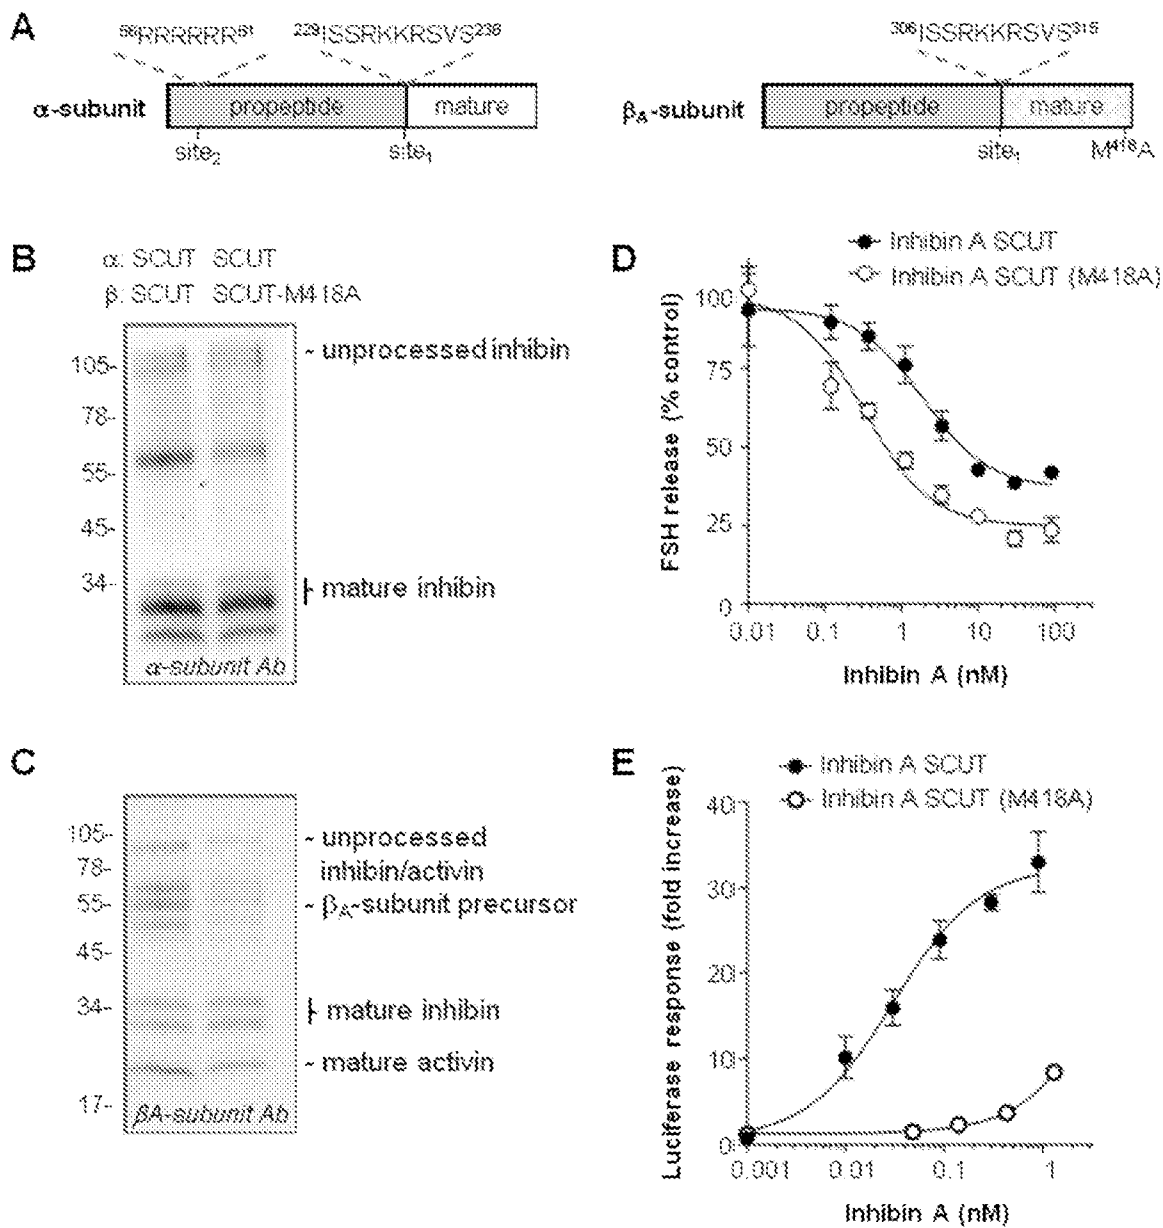 A
⁵⁶RRRRRR⁶¹ ²²⁹ISSRKKRSVS²³⁸
α-subunit propeptide mature
site₂ site₁
³⁰⁶ISSRKKRSVS³¹⁵
βA-subunit propeptide mature
site₁ M⁴¹⁸A
B
α: SCUT SCUT
β: SCUT SCUT-M418A
105-
78-
55-
45-
34-
- unprocessed inhibin
mature inhibin
α-subunit Ab
C
105-
78-
55-
45-
34-
17-
- unprocessed
inhibin/activin
- βA-subunit precursor
mature inhibin
- mature activin
βA-subunit Ab
D
Inhibin A SCUT
Inhibin A SCUT (M418A)
FSH release (% control)
100
75
50
25
0
0.01 0.1 1 10 100
Inhibin A (nM)
E
Inhibin A SCUT
Inhibin A SCUT (M418A)
Luciferase response (fold increase)
40
30
20
10
0
0.001 0.01 0.1 1
Inhibin A (nM)